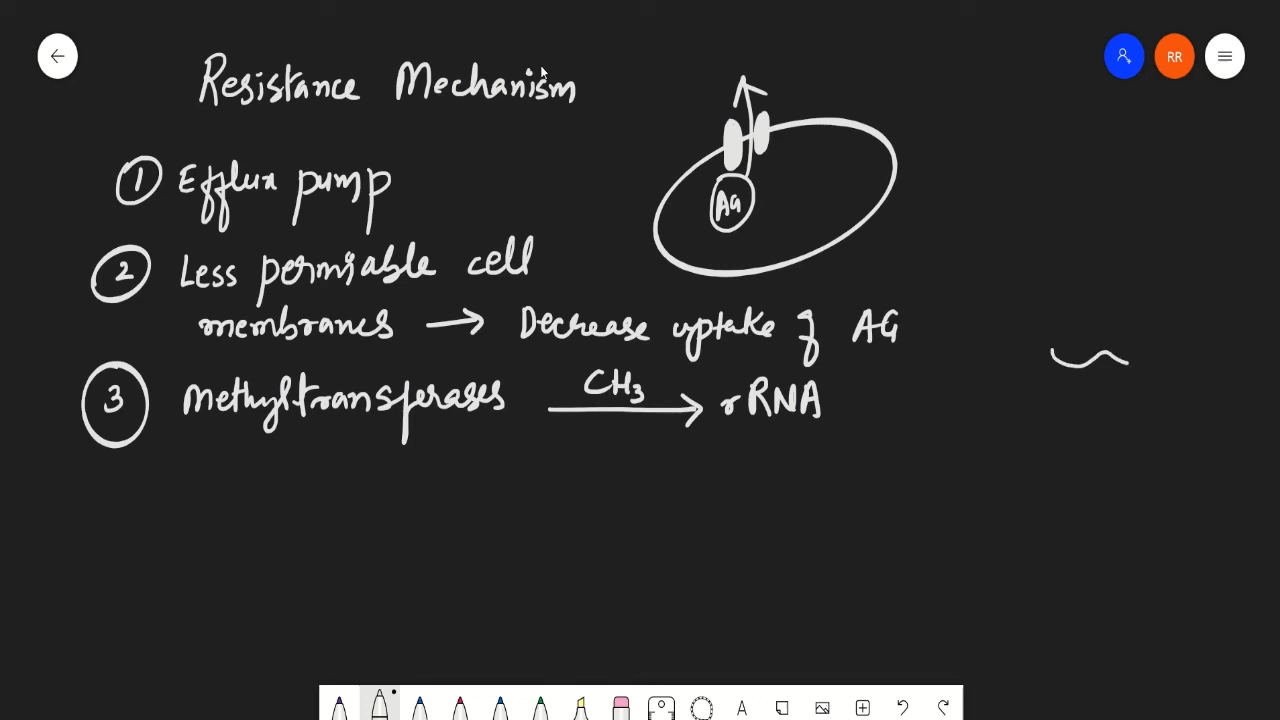 Resistance Mechanism
RR
AG
1 Efflux pump
2 Less permiable cell
membranes → Decrease uptake of AG
3 Methyltransferases CH3 → rRNA
A